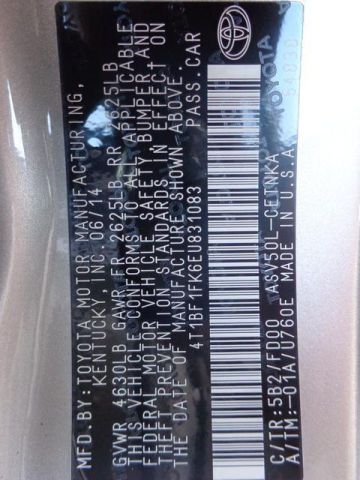 MFD.BY:TOYOTA MOTOR MANUFACTURING,
KENTUCKY, INC. 06/14
GVWR 4630LB GAWR FR 2625LB RR 2625LB
THIS VEHICLE CONFORMS TO ALL APPLICABLE
FEDERAL MOTOR VEHICLE SAFETY, BUMPER, AND
THEFT PREVENTION STANDARDS IN EFFECT ON
THE DATE OF MANUFACTURE SHOWN ABOVE.
4T1BF1FK6EU834083 PASS.CAR
C/TR:5B2/FD00 ASV50L-CETNKA
A/TM:-01A/U760E MADE IN U.S.A.
TOYOTA